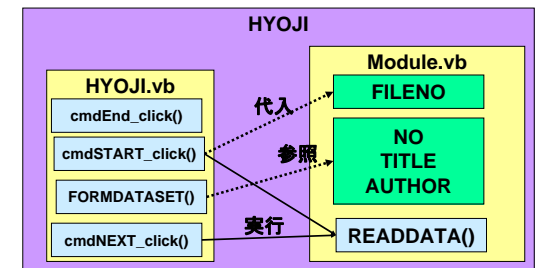 HYOJI
HYOJI.vb
cmdEnd_click()
cmdSTART_click()
FORMDATASET()
cmdNEXT_click()
代入
参照
実行
Module.vb
FILENO
NO
TITLE
AUTHOR
READDATA()